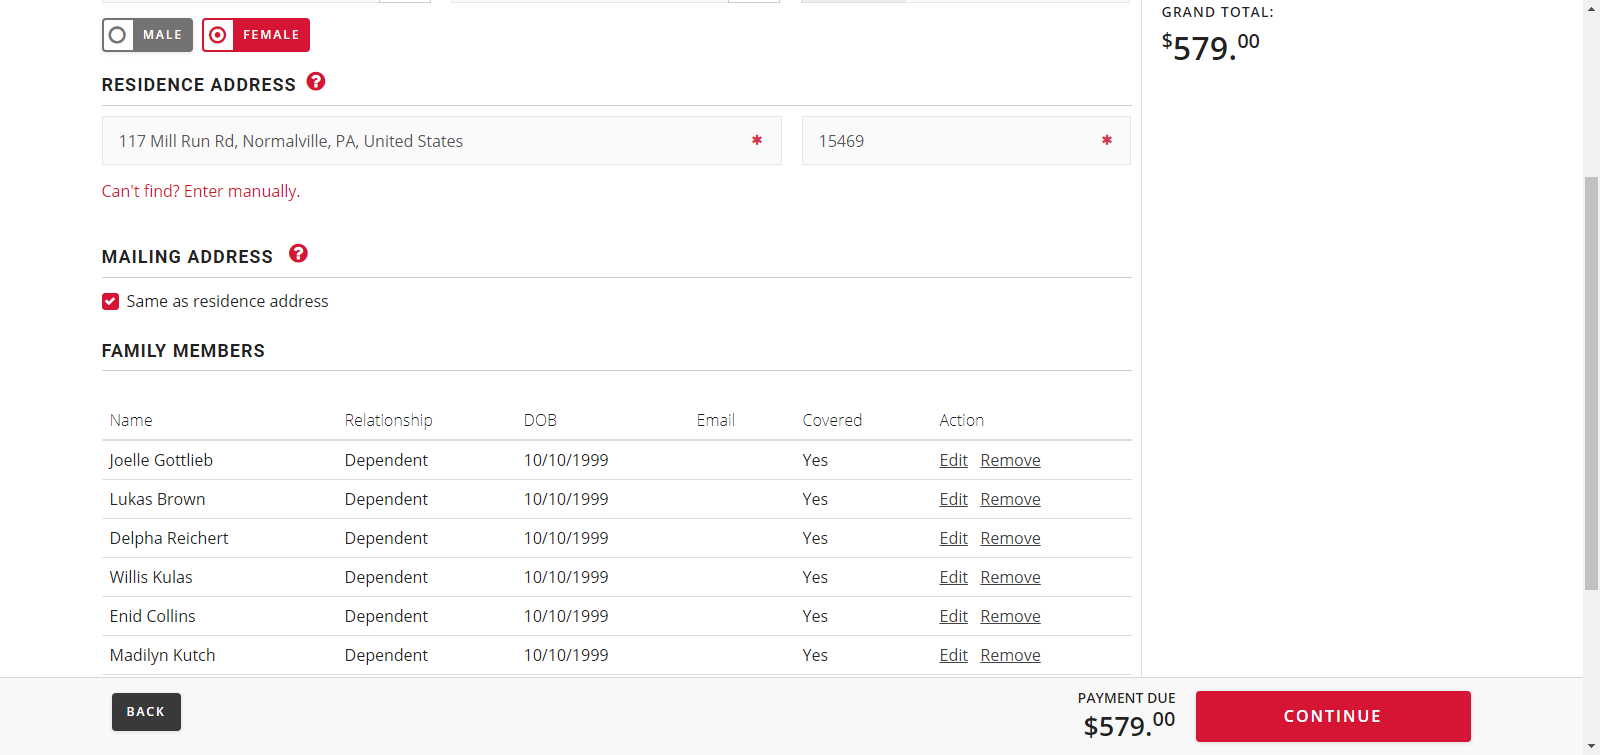 GRAND TOTAL:
$579.00
MALE FEMALE
RESIDENCE ADDRESS ?
117 Mill Run Rd, Normalville, PA, United States * 15469 *
Can't find? Enter manually.
MAILING ADDRESS ?
Same as residence address
FAMILY MEMBERS
Name Relationship DOB Email Covered Action
Joelle Gottlieb Dependent 10/10/1999 Yes Edit Remove
Lukas Brown Dependent 10/10/1999 Yes Edit Remove
Delpha Reichert Dependent 10/10/1999 Yes Edit Remove
Willis Kulas Dependent 10/10/1999 Yes Edit Remove
Enid Collins Dependent 10/10/1999 Yes Edit Remove
Madilyn Kutch Dependent 10/10/1999 Yes Edit Remove
BACK
PAYMENT DUE
$579.00
CONTINUE